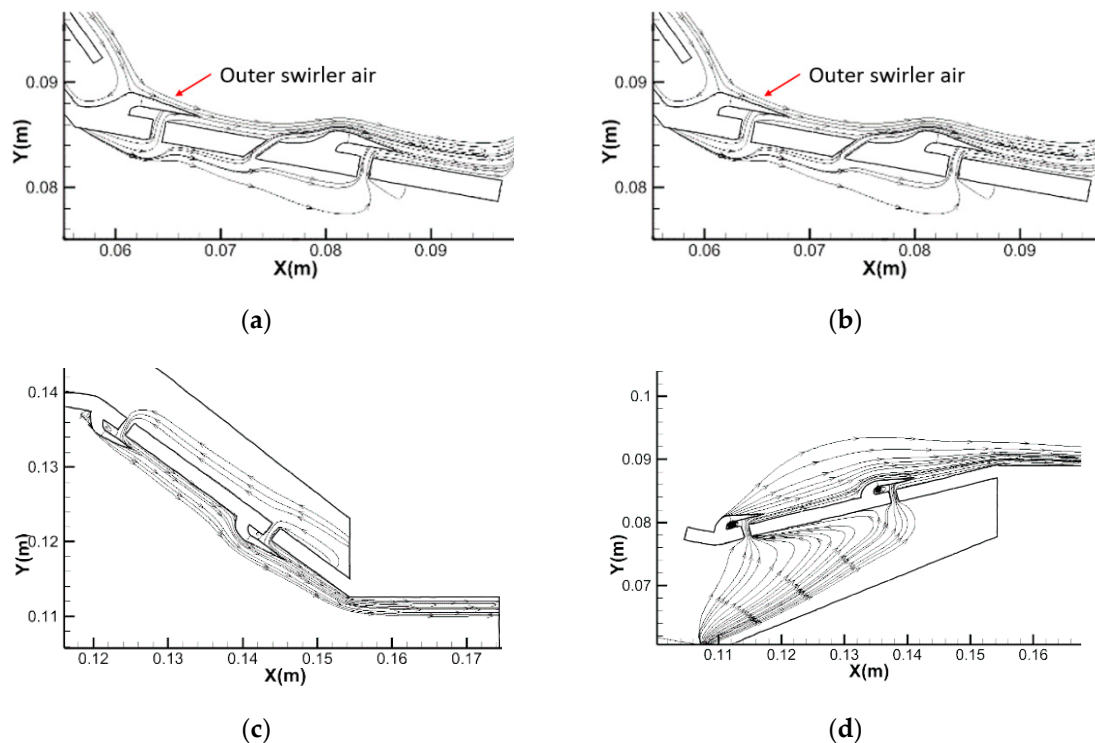 Outer swirler air
0.09
0.08
Y(m)
0.06 0.07 0.08 0.09
X(m)
(a)
Outer swirler air
0.09
0.08
Y(m)
0.06 0.07 0.08 0.09
X(m)
(b)
0.14
0.13
0.12
0.11
Y(m)
0.12 0.13 0.14 0.15 0.16 0.17
X(m)
(c)
0.1
0.09
0.08
0.07
Y(m)
0.11 0.12 0.13 0.14 0.15 0.16
X(m)
(d)